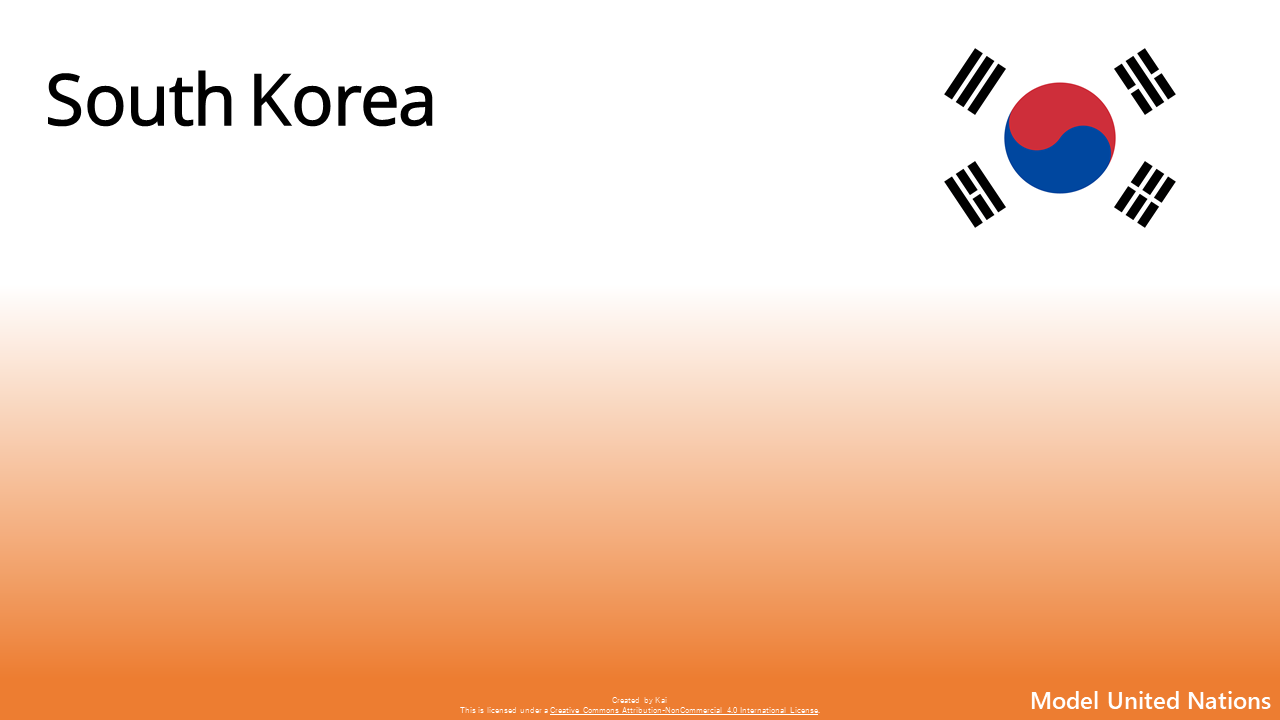 South Korea
Created by Kai
This is licensed under a Creative Commons Attribution-NonCommercial 4.0 International License.
Model United Nations